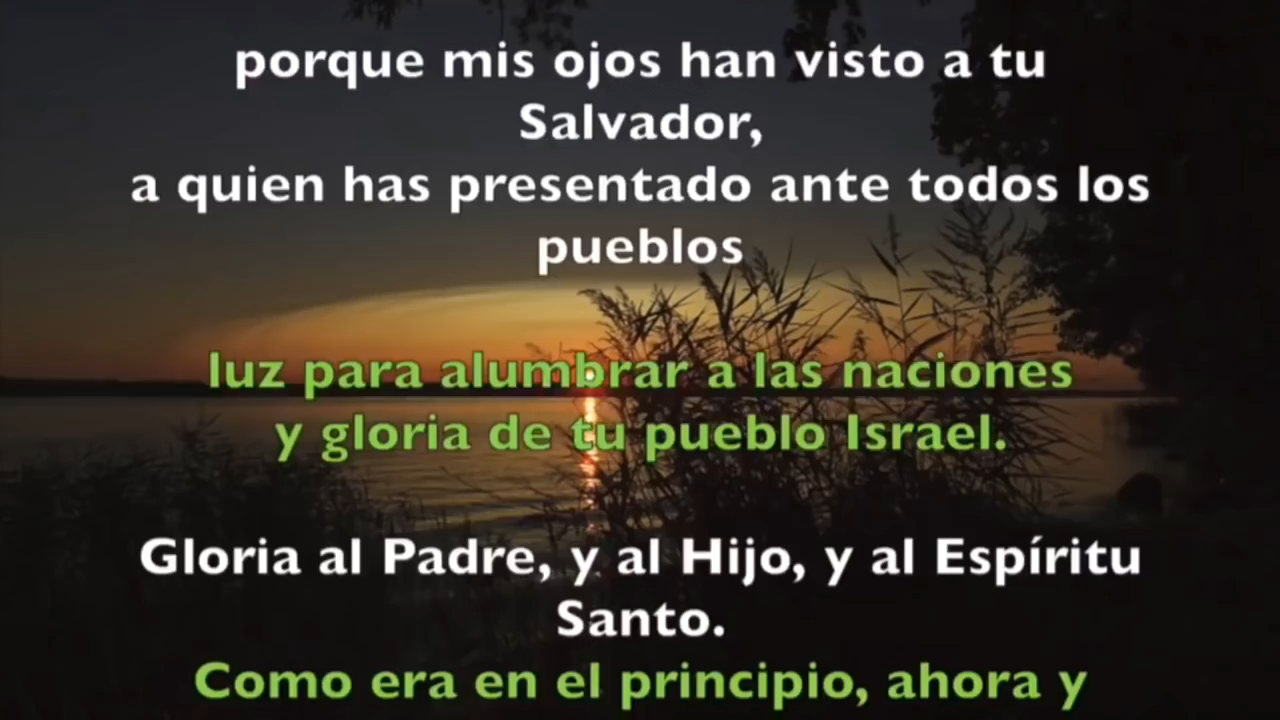 porque mis ojos han visto a tu
Salvador,
a quien has presentado ante todos los
pueblos
luz para alumbrar a las naciones
y gloria de tu pueblo Israel.
Gloria al Padre, y al Hijo, y al Espíritu
Santo.
Como era en el principio, ahora y